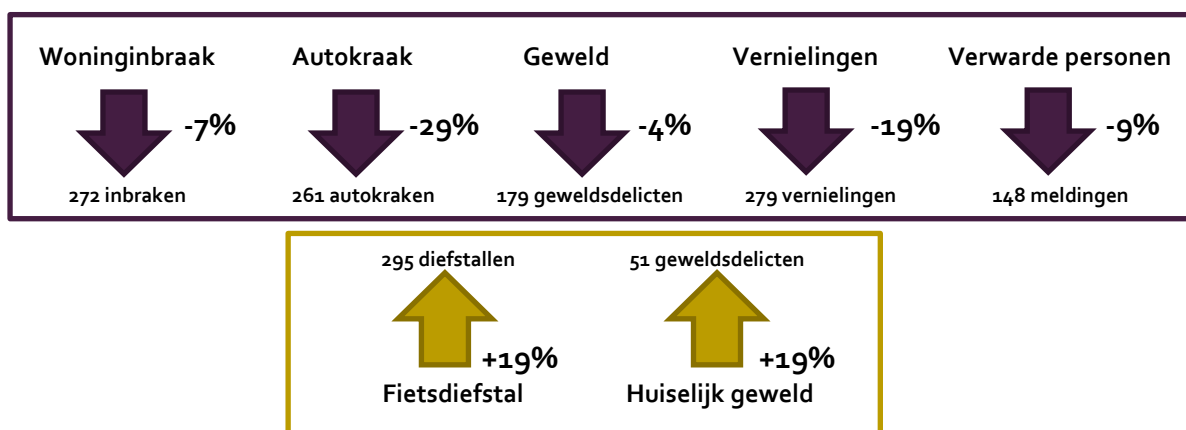 Woninginbraak Autokraak Geweld Vernielingen Verwarde personen
-7% -29% -4% -19% -9%
272 inbraken 261 autokraken 179 geweldsdelicten 279 vernielingen 148 meldingen
295 diefstallen 51 geweldsdelicten
+19% +19%
Fietsdiefstal Huiselijk geweld